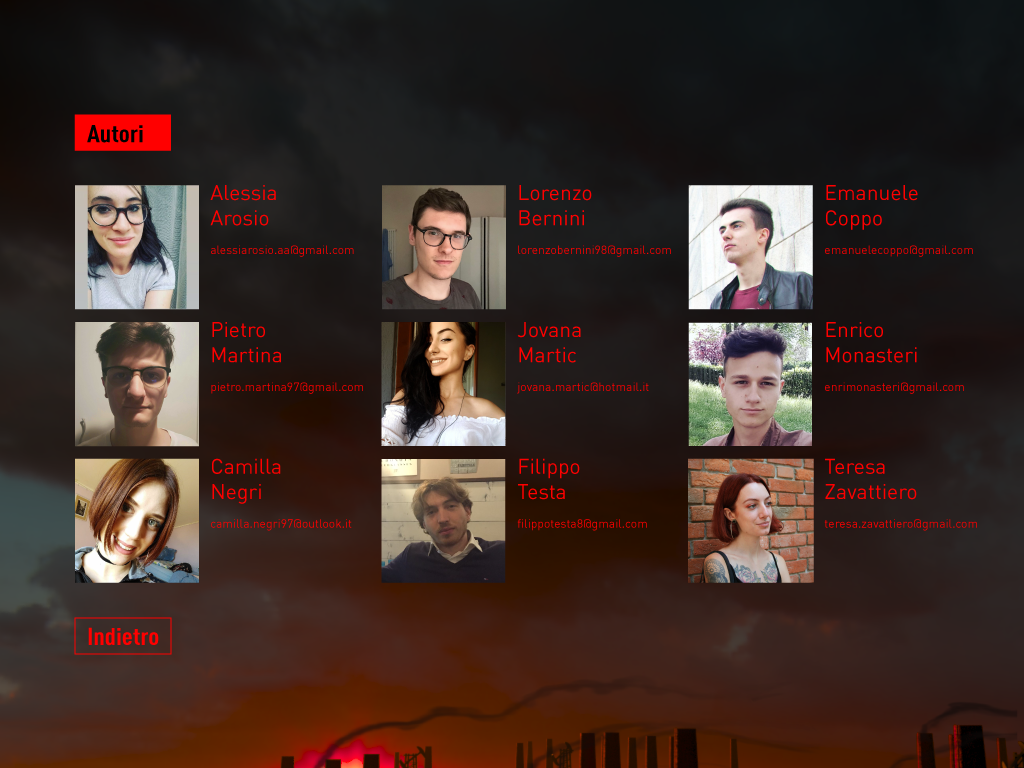 Autori
Alessia
Arosio
alessiarosio.aa@gmail.com
Lorenzo
Bernini
lorenzobernini98@gmail.com
Emanuele
Coppo
emanuelecoppo@gmail.com
Pietro
Martina
pietro.martina97@gmail.com
Jovana
Martic
jovana.martic@hotmail.it
Enrico
Monasteri
enrimonasteri@gmail.com
Camilla
Negri
camilla.negri97@outlook.it
Filippo
Testa
filippotesta8@gmail.com
Teresa
Zavattiero
teresa.zavattiero@gmail.com
Indietro